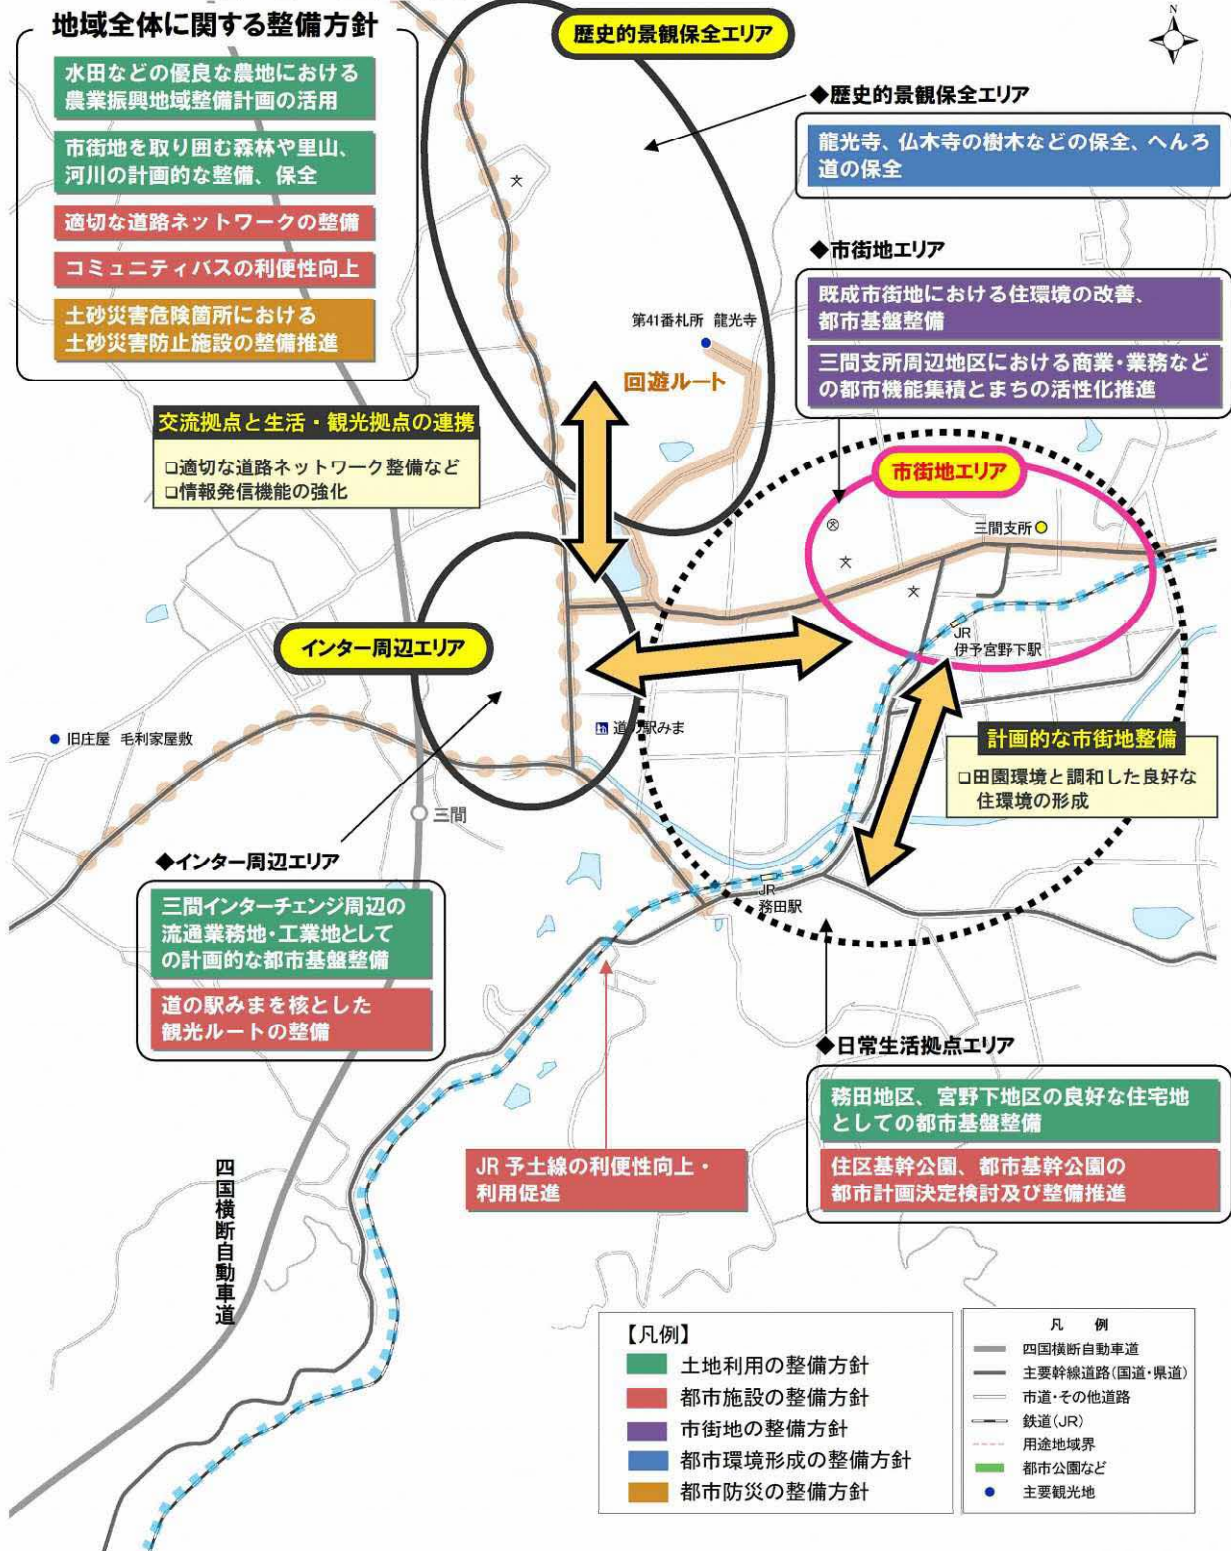 地域全体に関する整備方針
水田などの優良な農地における
農業振興地域整備計画の活用
市街地を取り囲む森林や里山、
河川の計画的な整備、保全
適切な道路ネットワークの整備
コミュニティバスの利便性向上
土砂災害危険箇所における
土砂災害防止施設の整備推進
歴史的景観保全エリア
N
◆歴史的景観保全エリア
龍光寺、仏木寺の樹木などの保全、へんろ
道の保全
◆市街地エリア
既成市街地における住環境の改善、
都市基盤整備
三間支所周辺地区における商業・業務など
の都市機能集積とまちの活性化推進
文
第41番札所 龍光寺
回遊ルート
交流拠点と生活・観光拠点の連携
□適切な道路ネットワーク整備など
□情報発信機能の強化
市街地エリア
三間支所
文
文
文
JR
伊予宮野下駅
インター周辺エリア
道の駅みま
旧庄屋 毛利家屋敷
計画的な市街地整備
□田園環境と調和した良好な
住環境の形成
三間
◆インター周辺エリア
三間インターチェンジ周辺の
流通業務地・工業地として
の計画的な都市基盤整備
道の駅みまを核とした
観光ルートの整備
JR
務田駅
◆日常生活拠点エリア
務田地区、宮野下地区の良好な住宅地
としての都市基盤整備
住区基幹公園、都市基幹公園の
都市計画決定検討及び整備推進
JR 予土線の利便性向上・
利用促進
四国横断自動車道
【凡例】
土地利用の整備方針
都市施設の整備方針
市街地の整備方針
都市環境形成の整備方針
都市防災の整備方針
凡 例
四国横断自動車道
主要幹線道路(国道・県道)
市道・その他道路
鉄道(JR)
用途地域界
都市公園など
主要観光地